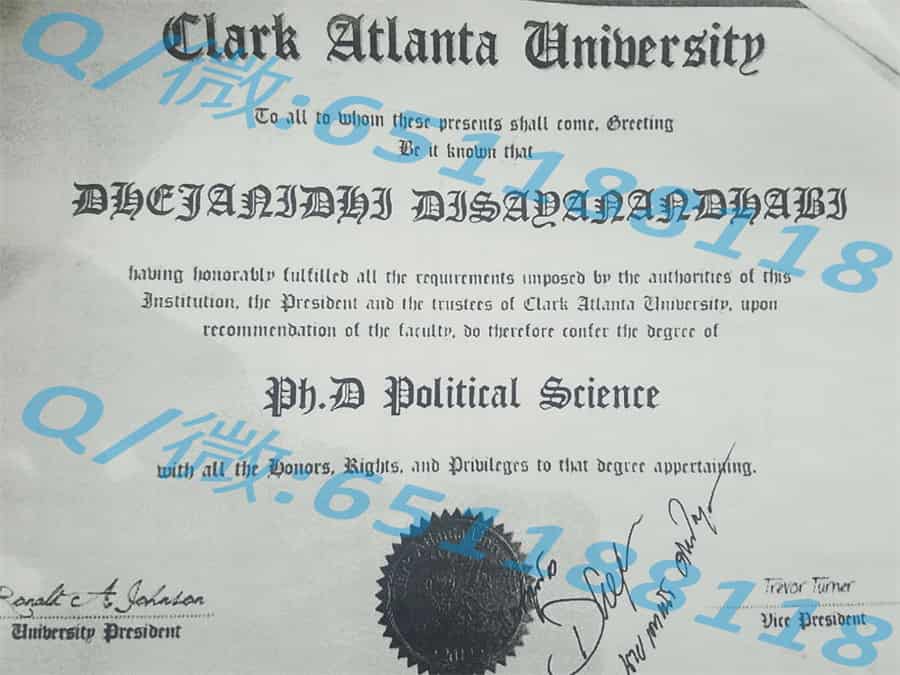 Clark Atlanta University
To all to whom these presents shall come, Greeting
Be it known that
DHEJANIDHI DISAYANANDHABI
having honorably fulfilled all the requirements imposed by the authorities of this
Institution, the President and the trustees of Clark Atlanta University, upon
recommendation of the faculty, do therefore confer the degree of
Ph.D Political Science
with all the Honors, Rights, and Privileges to that degree appertaining.
Ronald A Johnson
University President
Trevor Turner
Vice President
Q/微:651188118
Q/微:651188118